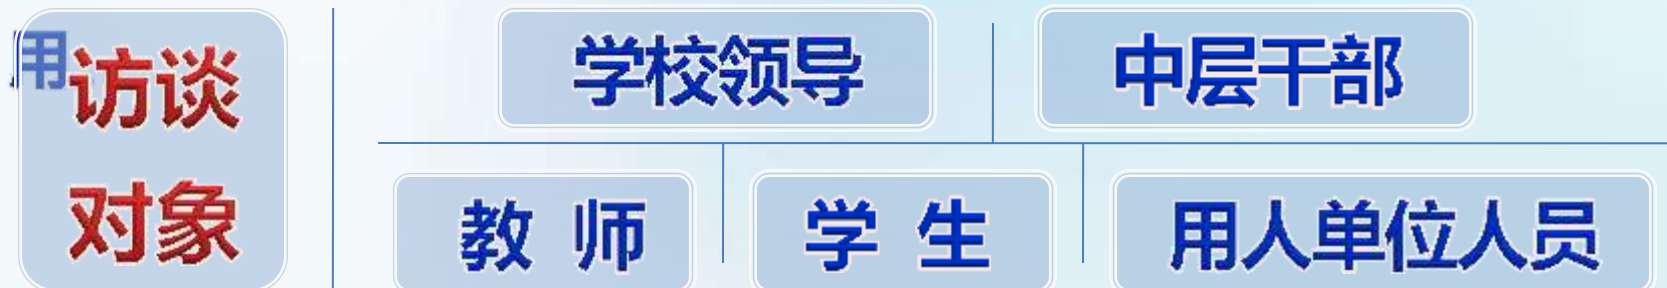 用
访谈
对象
学校领导
中层干部
教 师
学 生
用人单位人员